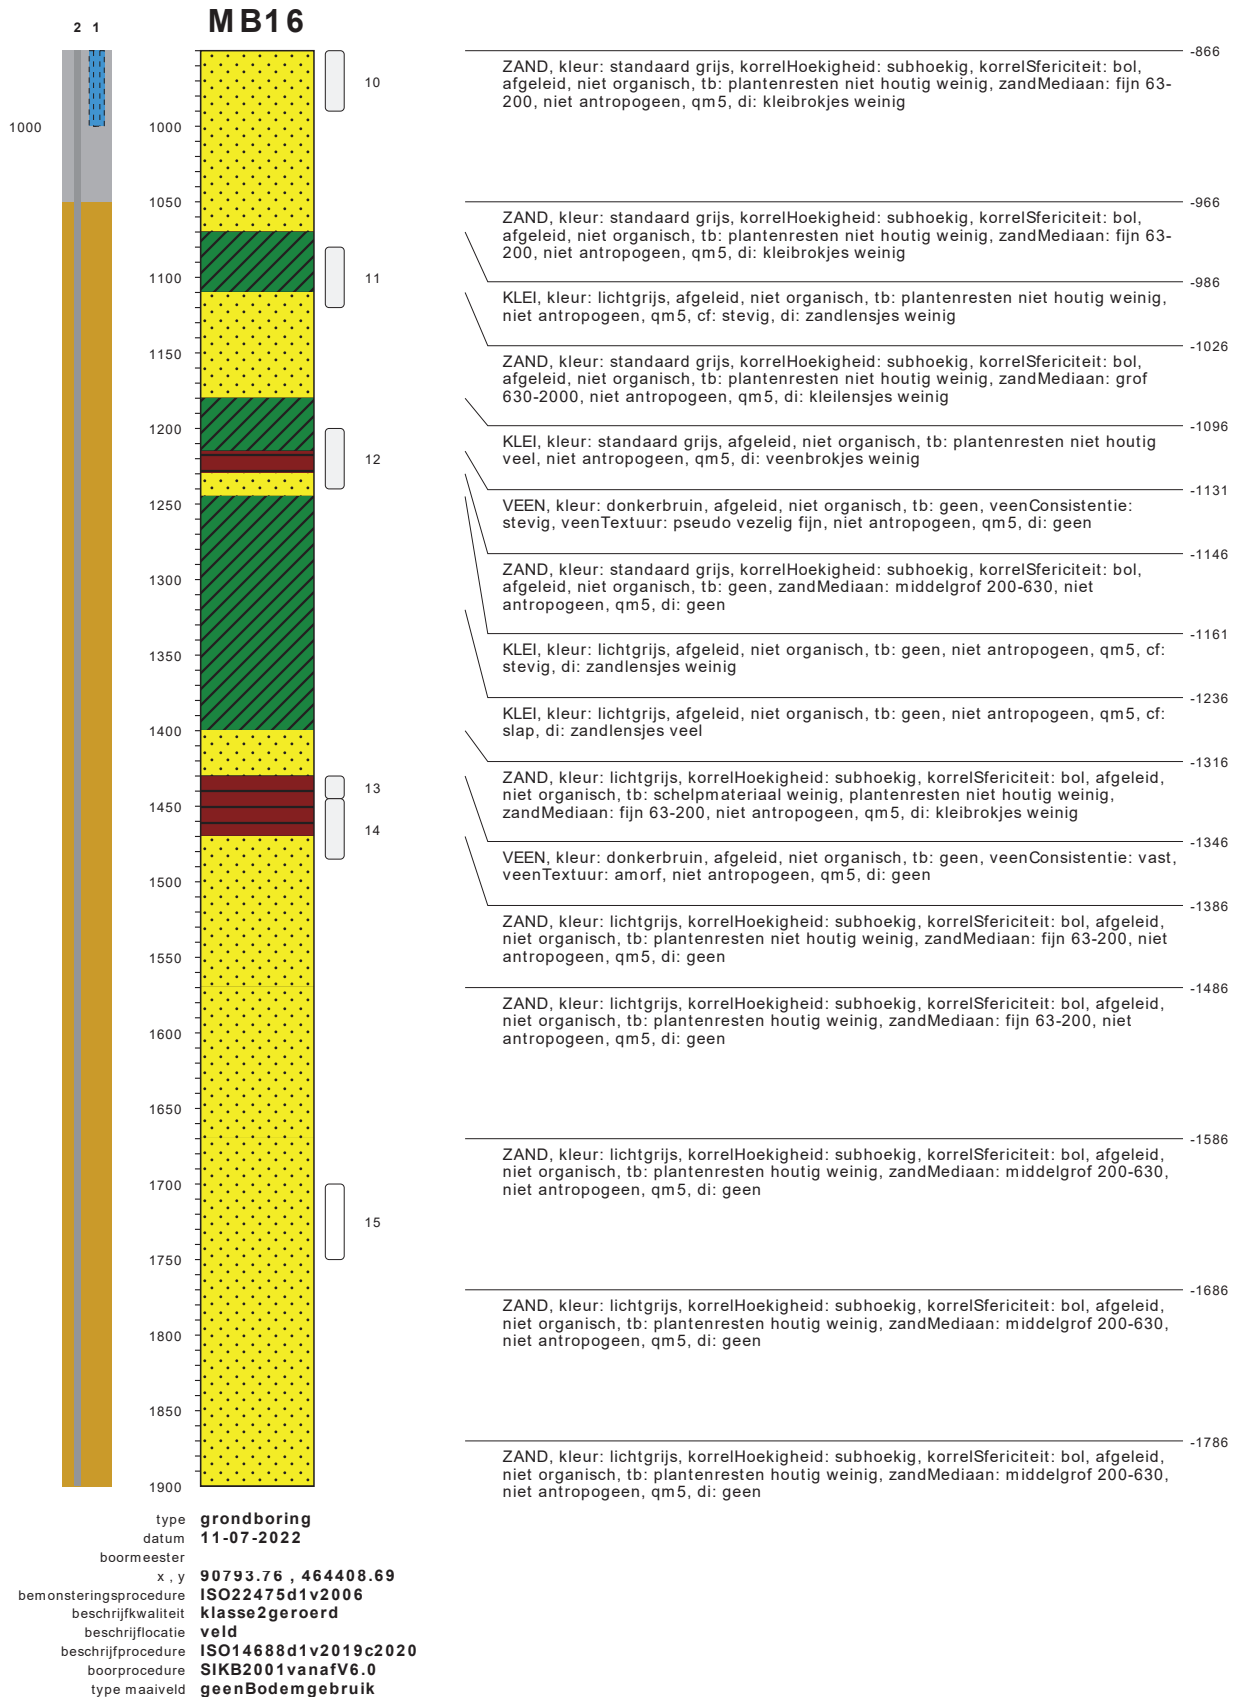 MB16
2 1
-866
ZAND, kleur: standaard grijs, korrelHoekigheid: subhoekig, korrelSfericiteit: bol,
afgeleid, niet organisch, tb: plantenresten niet houtig weinig, zandMediaan: fijn 63-
200, niet antropogeen, qm5, di: kleibrokjes weinig
10
1000
1000
1050
-966
ZAND, kleur: standaard grijs, korrelHoekigheid: subhoekig, korrelSfericiteit: bol,
afgeleid, niet organisch, tb: plantenresten niet houtig weinig, zandMediaan: fijn 63-
200, niet antropogeen, qm5, di: kleibrokjes weinig
1100
11
-986
KLEI, kleur: lichtgrijs, afgeleid, niet organisch, tb: plantenresten niet houtig weinig,
niet antropogeen, qm5, cf: stevig, di: zandlensjes weinig
1150
-1026
ZAND, kleur: standaard grijs, korrelHoekigheid: subhoekig, korrelSfericiteit: bol,
afgeleid, niet organisch, tb: plantenresten niet houtig weinig, zandMediaan: grof
630-2000, niet antropogeen, qm5, di: kleilensjes weinig
1200
-1096
KLEI, kleur: standaard grijs, afgeleid, niet organisch, tb: plantenresten niet houtig
veel, niet antropogeen, qm5, di: veenbrokjes weinig
12
1250
-1131
VEEN, kleur: donkerbruin, afgeleid, niet organisch, tb: geen, veenConsistentie:
stevig, veenTextuur: pseudo vezelig fijn, niet antropogeen, qm5, di: geen
-1146
ZAND, kleur: standaard grijs, korrelHoekigheid: subhoekig, korrelSfericiteit: bol,
afgeleid, niet organisch, tb: geen, zandMediaan: middelgrof 200-630, niet
antropogeen, qm5, di: geen
1300
-1161
KLEI, kleur: lichtgrijs, afgeleid, niet organisch, tb: geen, niet antropogeen, qm5, cf:
stevig, di: zandlensjes weinig
1350
-1236
KLEI, kleur: lichtgrijs, afgeleid, niet organisch, tb: geen, niet antropogeen, qm5, cf:
slap, di: zandlensjes veel
1400
-1316
ZAND, kleur: lichtgrijs, korrelHoekigheid: subhoekig, korrelSfericiteit: bol, afgeleid,
niet organisch, tb: schelpmateriaal weinig, plantenresten niet houtig weinig,
zandMediaan: fijn 63-200, niet antropogeen, qm5, di: kleibrokjes weinig
13
1450
14
-1346
VEEN, kleur: donkerbruin, afgeleid, niet organisch, tb: geen, veenConsistentie: vast,
veenTextuur: amorf, niet antropogeen, qm5, di: geen
1500
-1386
ZAND, kleur: lichtgrijs, korrelHoekigheid: subhoekig, korrelSfericiteit: bol, afgeleid,
niet organisch, tb: plantenresten niet houtig weinig, zandMediaan: fijn 63-200, niet
antropogeen, qm5, di: geen
1550
-1486
ZAND, kleur: lichtgrijs, korrelHoekigheid: subhoekig, korrelSfericiteit: bol, afgeleid,
niet organisch, tb: plantenresten houtig weinig, zandMediaan: fijn 63-200, niet
antropogeen, qm5, di: geen
1600
1650
-1586
ZAND, kleur: lichtgrijs, korrelHoekigheid: subhoekig, korrelSfericiteit: bol, afgeleid,
niet organisch, tb: plantenresten houtig weinig, zandMediaan: middelgrof 200-630,
niet antropogeen, qm5, di: geen
1700
15
1750
-1686
ZAND, kleur: lichtgrijs, korrelHoekigheid: subhoekig, korrelSfericiteit: bol, afgeleid,
niet organisch, tb: plantenresten houtig weinig, zandMediaan: middelgrof 200-630,
niet antropogeen, qm5, di: geen
1800
1850
-1786
ZAND, kleur: lichtgrijs, korrelHoekigheid: subhoekig, korrelSfericiteit: bol, afgeleid,
niet organisch, tb: plantenresten houtig weinig, zandMediaan: middelgrof 200-630,
niet antropogeen, qm5, di: geen
1900
type grondboring
datum 11-07-2022
boormeester
x , y 90793.76 , 464408.69
bemonsteringsprocedure ISO22475d1v2006
beschrijfkwaliteit klasse2geroerd
beschrijflocatie veld
beschrijfprocedure ISO14688d1v2019c2020
boorprocedure SIKB2001vanafV6.0
type maaiveld geenBodemgebruik